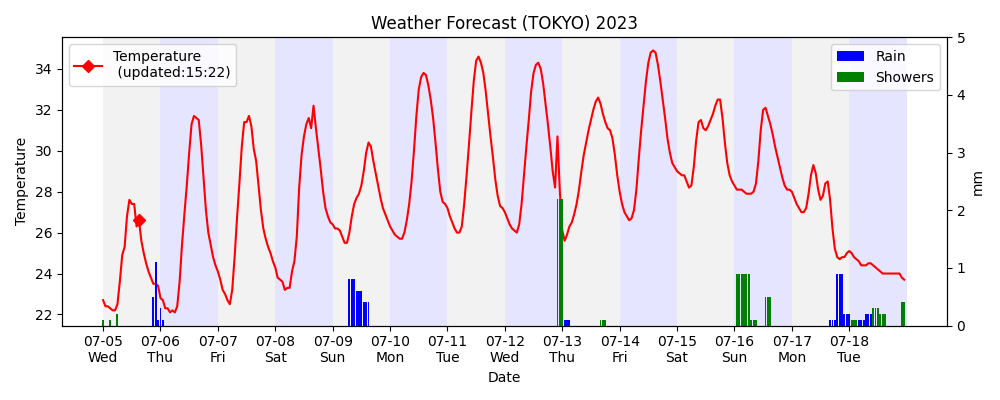 Weather Forecast (TOKYO) 2023
Temperature
(updated:15:22)
Rain
Showers
Temperature
34
32
30
28
26
24
22
5
4
3
2
1
0
mm
07-05 07-06 07-07 07-08 07-09 07-10 07-11 07-12 07-13 07-14 07-15 07-16 07-17 07-18
Wed Thu Fri Sat Sun Mon Tue Wed Thu Fri Sat Sun Mon Tue
Date